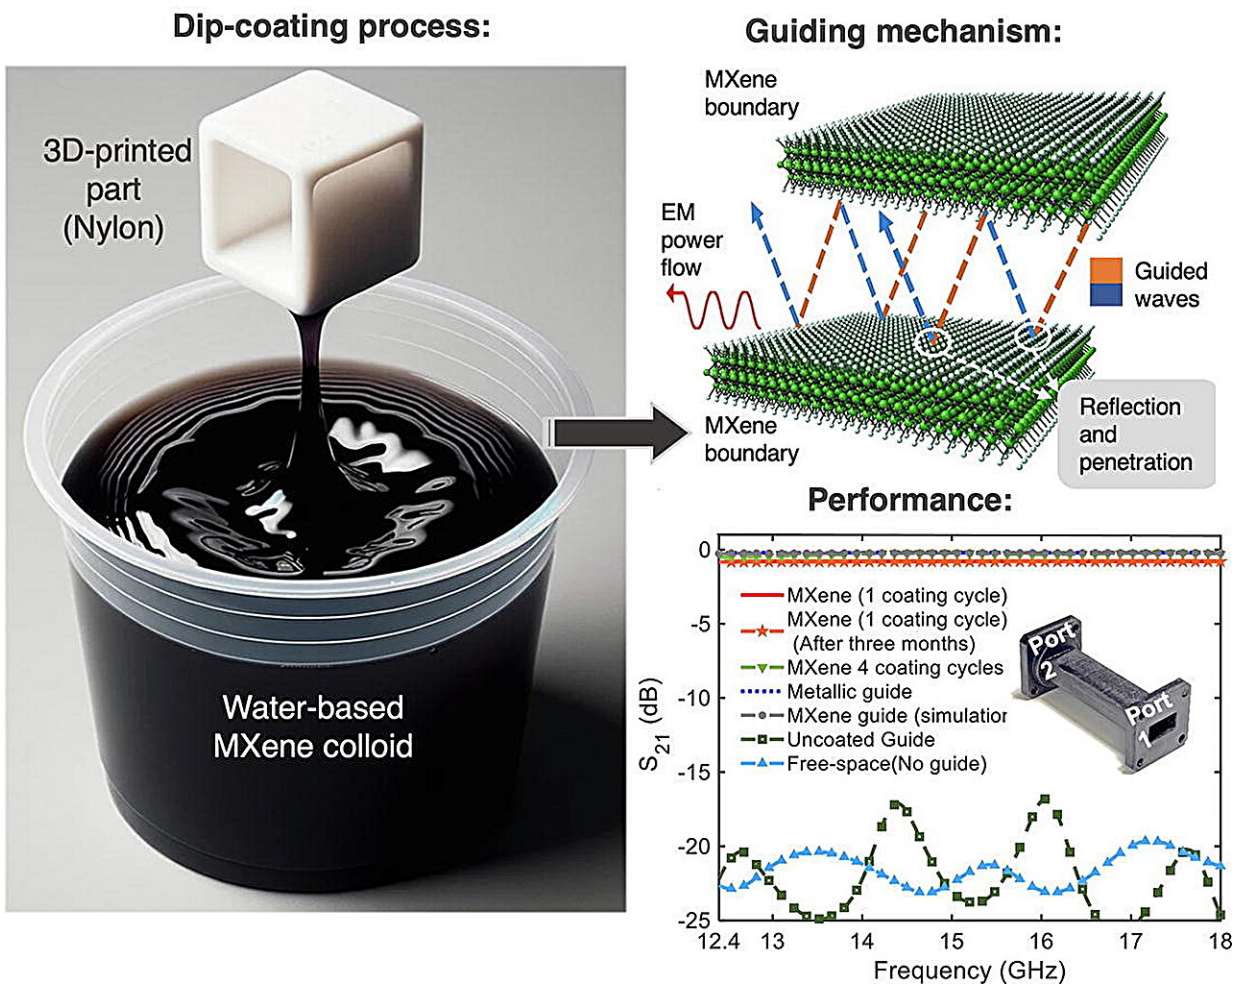 Dip-coating process:
3D-printed
part
(Nylon)
Water-based
MXene colloid
Guiding mechanism:
MXene
boundary
EM
power
flow
Guided
waves
MXene
boundary
Reflection
and
penetration
Performance:
0
-5
-10
-15
-20
-25
S21 (dB)
MXene (1 coating cycle)
MXene (1 coating cycle)
(After three months)
MXene 4 coating cycles
Metallic guide
MXene guide (simulation
Uncoated Guide
Free-space(No guide)
Port
2
Port
1
12.4 13 14 15 16 17 18
Frequency (GHz)